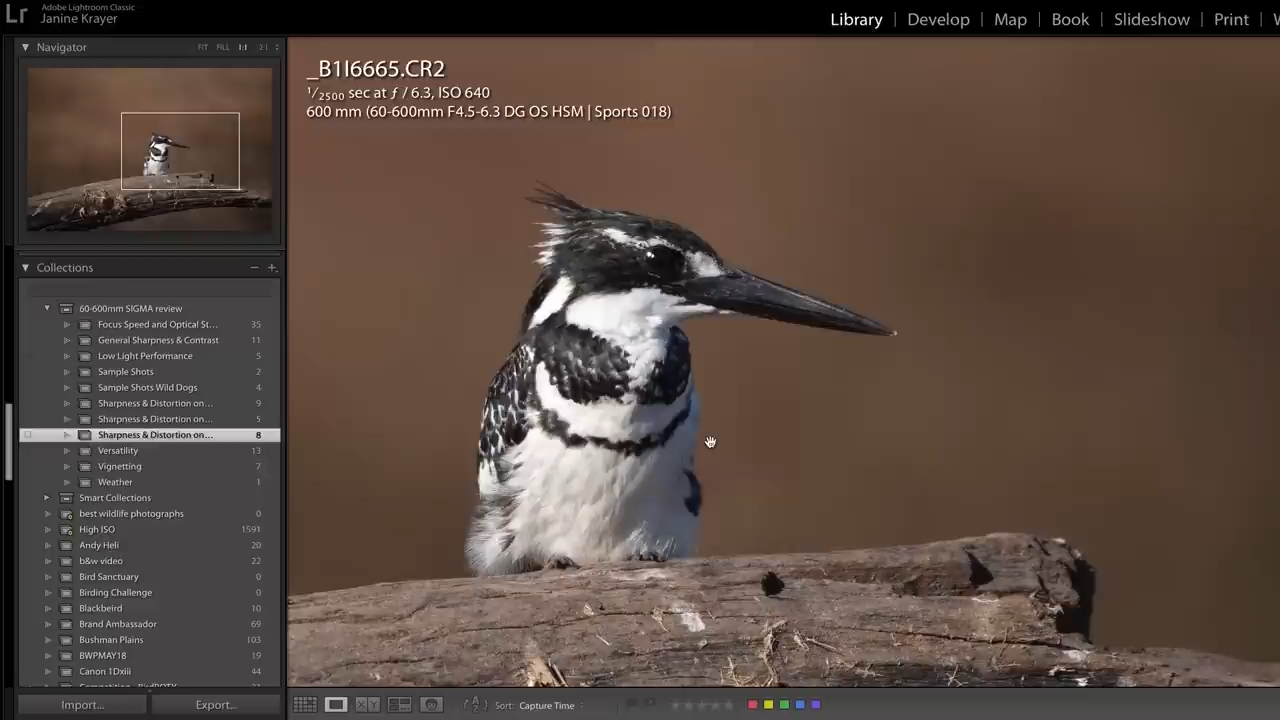 Lr
Adobe Lightroom Classic
Janine Krayer
Library | Develop | Map | Book | Slideshow | Print |
Navigator
FIT FILL 1:1 2:1
_B1I6665.CR2
1/2500 sec at ƒ / 6.3, ISO 640
600 mm (60-600mm F4.5-6.3 DG OS HSM | Sports 018)
Collections
60-600mm SIGMA review
Focus Speed and Optical St... 35
General Sharpness & Contrast 11
Low Light Performance 5
Sample Shots 2
Sample Shots Wild Dogs 4
Sharpness & Distortion on... 9
Sharpness & Distortion on... 5
Sharpness & Distortion on... 8
Versatility 13
Vignetting 7
Weather 1
Smart Collections
best wildlife photographs 0
High ISO 1591
Andy Heli 20
b&w video 22
Bird Sanctuary 0
Birding Challenge 0
Blackbeird 10
Brand Ambassador 69
Bushman Plains 103
BWPMAY18 19
Canon 1Dxiii 44
Import...
Export...
Sort: Capture Time